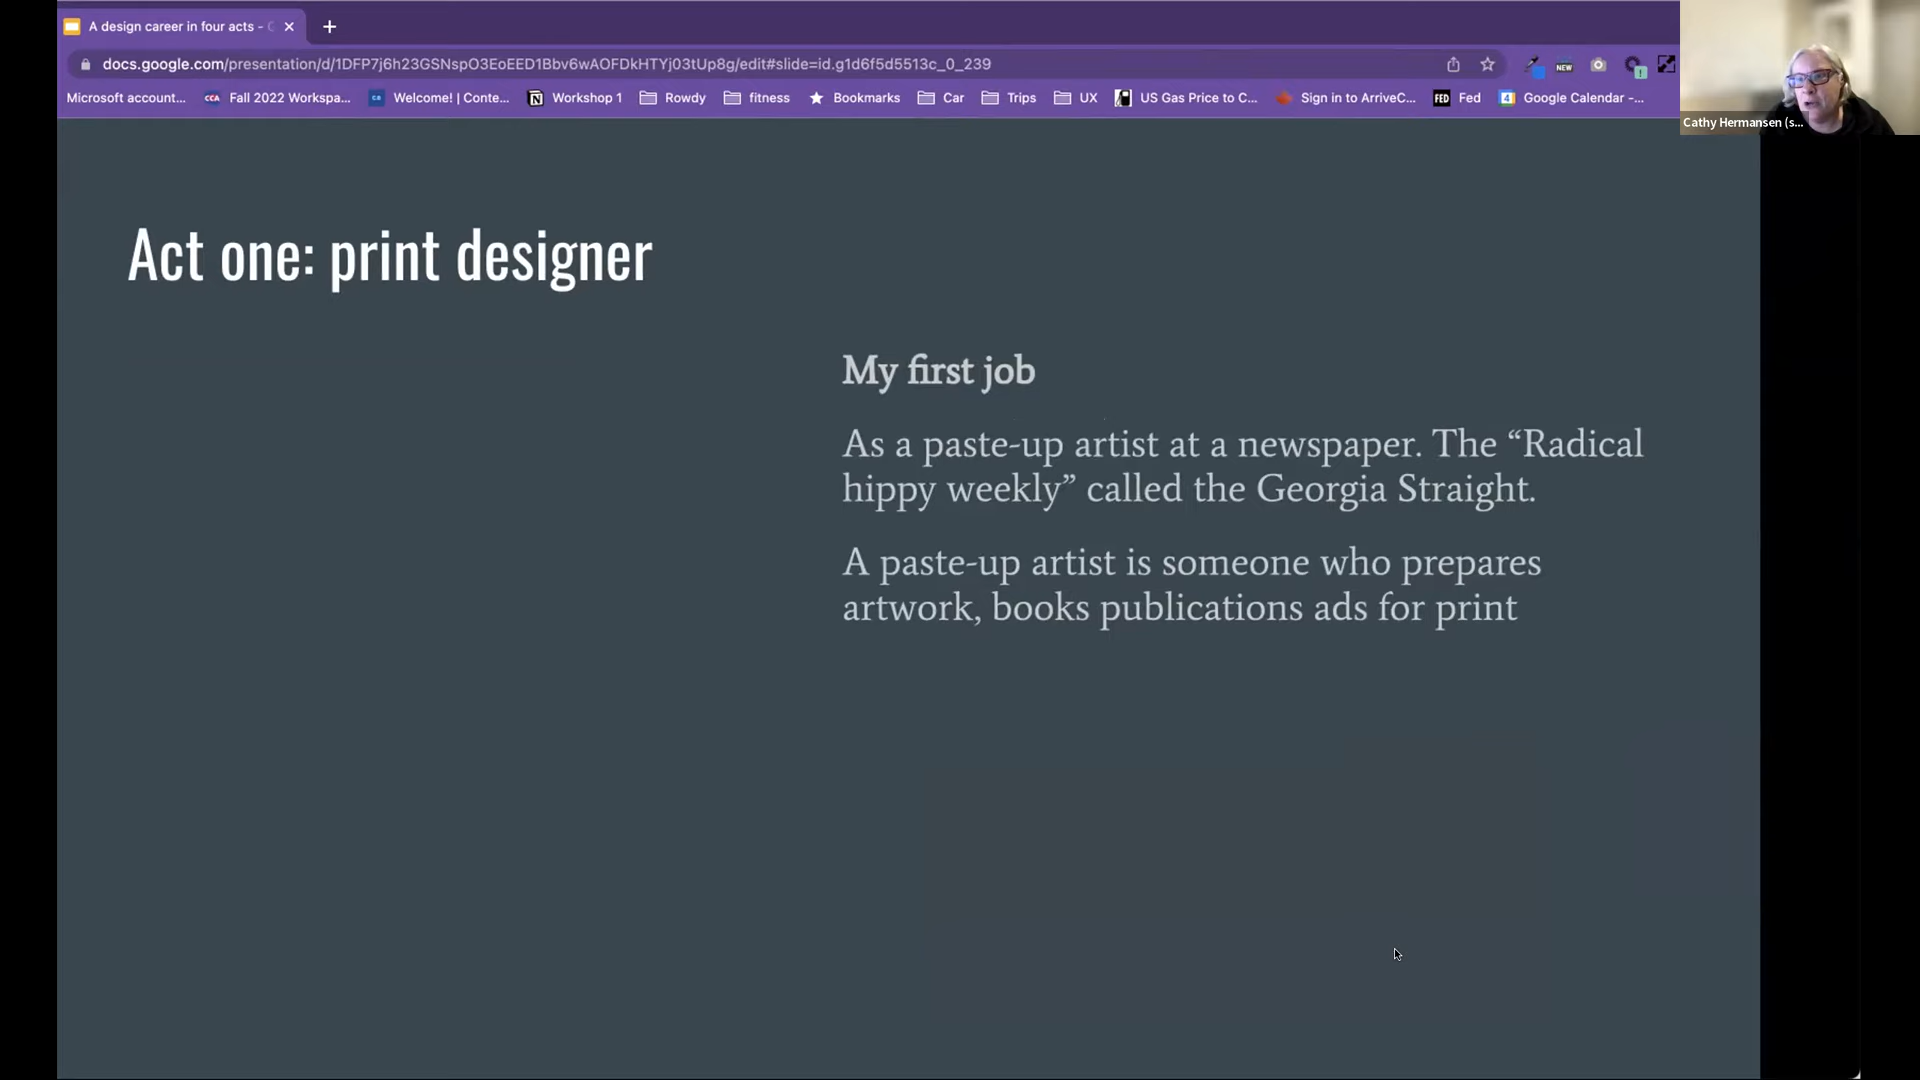 A design career in four acts -
docs.google.com/presentation/d/1DFP7j6h23GSNspO3EoEED1Bbv6wAOFDkHTYj03tUp8g/edit#slide=id.g1d6f5d5513c_0_239
NEW
Microsoft account... CCA Fall 2022 Workspa... Welcome! | Conte... Workshop 1 Rowdy fitness Bookmarks Car Trips UX US Gas Price to C... Sign in to ArriveC... FED Fed 4 Google Calendar -...
Cathy Hermansen (s...
Act one: print designer
My first job
As a paste-up artist at a newspaper. The “Radical
hippy weekly” called the Georgia Straight.
A paste-up artist is someone who prepares
artwork, books publications ads for print